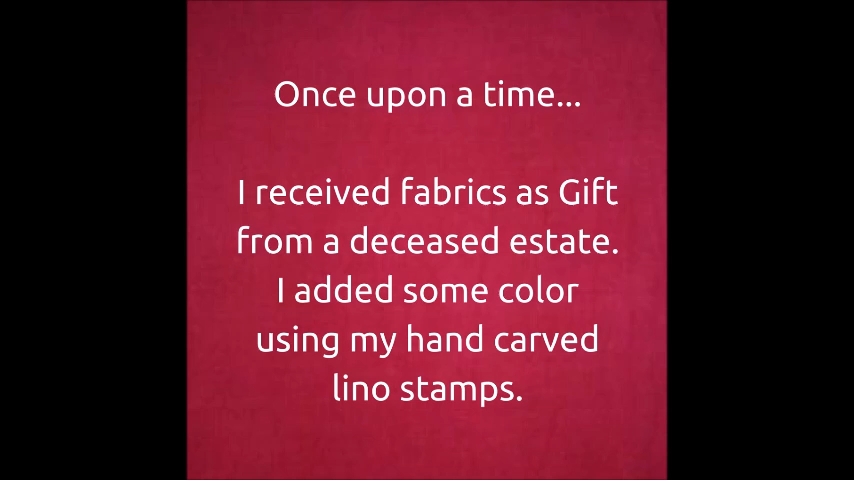 Once upon a time...
I received fabrics as Gift
from a deceased estate.
I added some color
using my hand carved
lino stamps.